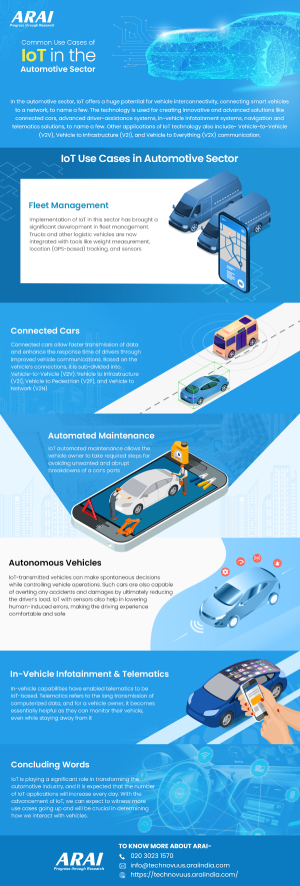 ARAI
Progress through Research
Common Use Cases of
IoT in the
Automotive Sector
In the automotive sector, IoT offers a huge potential for vehicle interconnectivity, connecting smart vehicles
to a network, to name a few. The technology is used for creating innovative and advanced solutions like
connected cars, advanced driver-assistance systems, in-vehicle infotainment systems, navigation and
telematics solutions, to name a few. Other applications of IoT technology also include- Vehicle-to-Vehicle
(V2V), Vehicle to Infrastructure (V2I), and Vehicle to Everything (V2X) communication.
IoT Use Cases in Automotive Sector
Fleet Management
Implementation of IoT in this sector has brought a
significant development in fleet management.
Trucks and other logistic vehicles are now
integrated with tools like weight measurement,
location (GPS-based) tracking, and sensors
Connected Cars
Connected cars allow faster transmission of data
and enhance the response time of drivers through
improved vehicle communications. Based on the
vehicle's connections, it is sub-divided into
Vehicle-to-Vehicle (V2V), Vehicle to Infrastructure
(V2I), Vehicle to Pedestrian (V2P), and Vehicle to
Network (V2N)
Automated Maintenance
IoT automated maintenance allows the
vehicle owner to take required steps for
avoiding unwanted and abrupt
breakdowns of a car's parts
Autonomous Vehicles
IoT-transmitted vehicles can make spontaneous decisions
while controlling vehicle operations. Such cars are also capable
of averting any accidents and damages by ultimately reducing
the driver's load. IoT with sensors also help in lowering
human-induced errors, making the driving experience
comfortable and safe
In-Vehicle Infotainment & Telematics
In-vehicle capabilities have enabled telematics to be
IoT-based. Telematics refers to the long transmission of
computerized data, and for a vehicle owner, it becomes
essentially helpful as they can monitor their vehicle,
even while staying away from it
Concluding Words
IoT is playing a significant role in transforming the
automotive industry, and it is expected that the number
of IoT applications will increase every day. With the
advancement of IoT, we can expect to witness more
use cases going up and will be crucial in determining
how we interact with vehicles.
ARAI
Progress through Research
TO KNOW MORE ABOUT ARAI-
020 3023 1570
info@technovuus.araiindia.com
https://technovuus.araiindia.com/